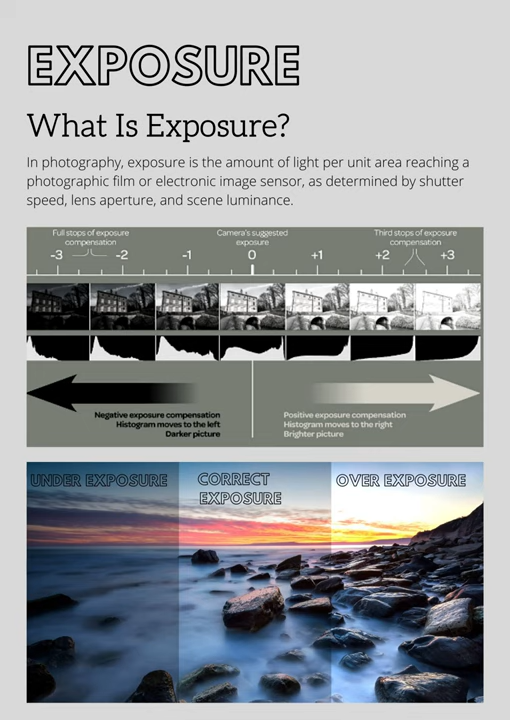 EXPOSURE
What Is Exposure?
In photography, exposure is the amount of light per unit area reaching a
photographic film or electronic image sensor, as determined by shutter
speed, lens aperture, and scene luminance.
Full stops of exposure
compensation
Camera's suggested
exposure
Third stops of exposure
compensation
-3 -2 -1 0 +1 +2 +3
Negative exposure compensation
Histogram moves to the left
Darker picture
Positive exposure compensation
Histogram moves to the right
Brighter picture
UNDER EXPOSURE
CORRECT
EXPOSURE
OVER EXPOSURE